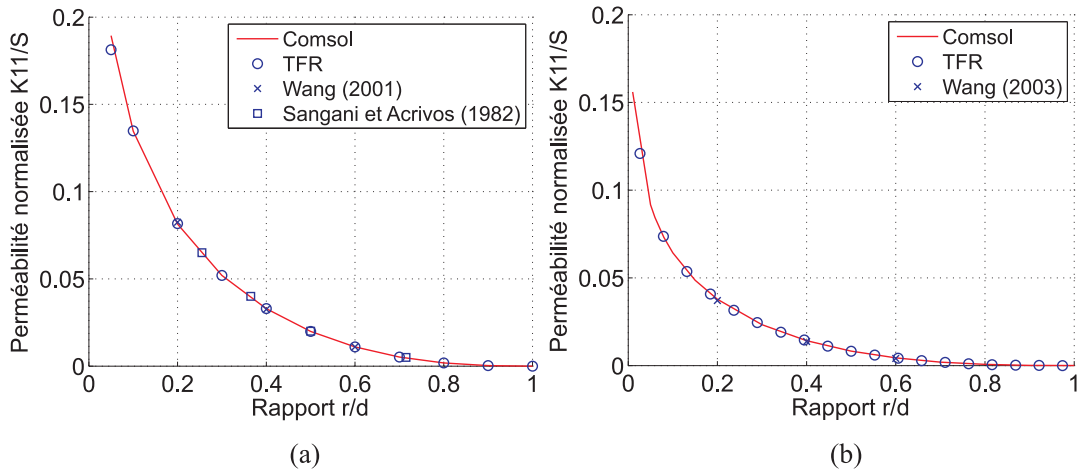 0.2
0.15
0.1
0.05
0
Perméabilité normalisée K11/S
Comsol
TFR
Wang (2001)
Sangani et Acrivos (1982)
0 0.2 0.4 0.6 0.8 1
Rapport r/d
(a)
0.2
0.15
0.1
0.05
0
Perméabilité normalisée K11/S
Comsol
TFR
Wang (2003)
0 0.2 0.4 0.6 0.8 1
Rapport r/d
(b)